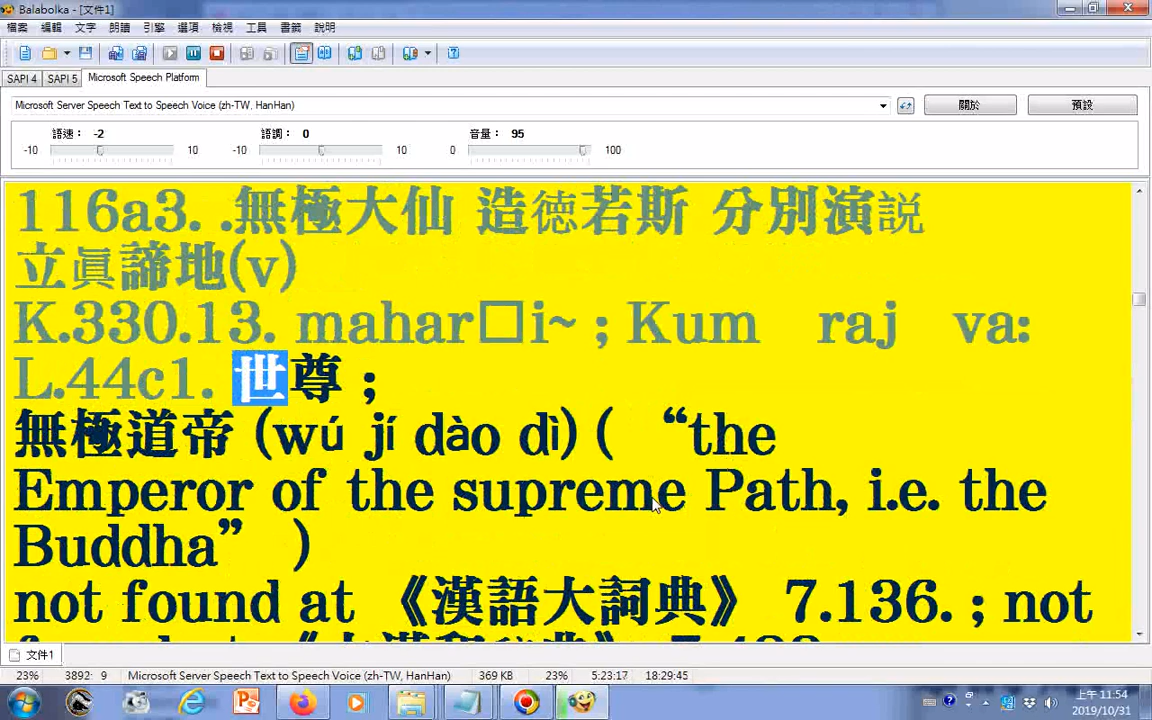 Balabolka - [文件1]
檔案 編輯 文字 朗讀 引擎 選項 檢視 工具 書籤 說明
SAPI 4 SAPI 5 Microsoft Speech Platform
Microsoft Server Speech Text to Speech Voice (zh-TW, HanHan)
關於 預設
語速： -2 語調： 0 音量： 95
-10 10 -10 10 0 100
116a3. .無極大仙 造徳若斯 分別演説
立眞諦地(v)
K.330.13. mahar□i~ ; Kum raj va:
L.44c1. 世尊 ;
無極道帝 (wú jí dào dì) ( “the
Emperor of the supreme Path, i.e. the
Buddha” )
not found at 《漢語大詞典》 7.136. ; not
文件1
23% 3892: 9 Microsoft Server Speech Text to Speech Voice (zh-TW, HanHan) 369 KB 23% 5:23:17 18:29:45
上午 11:54
2019/10/31